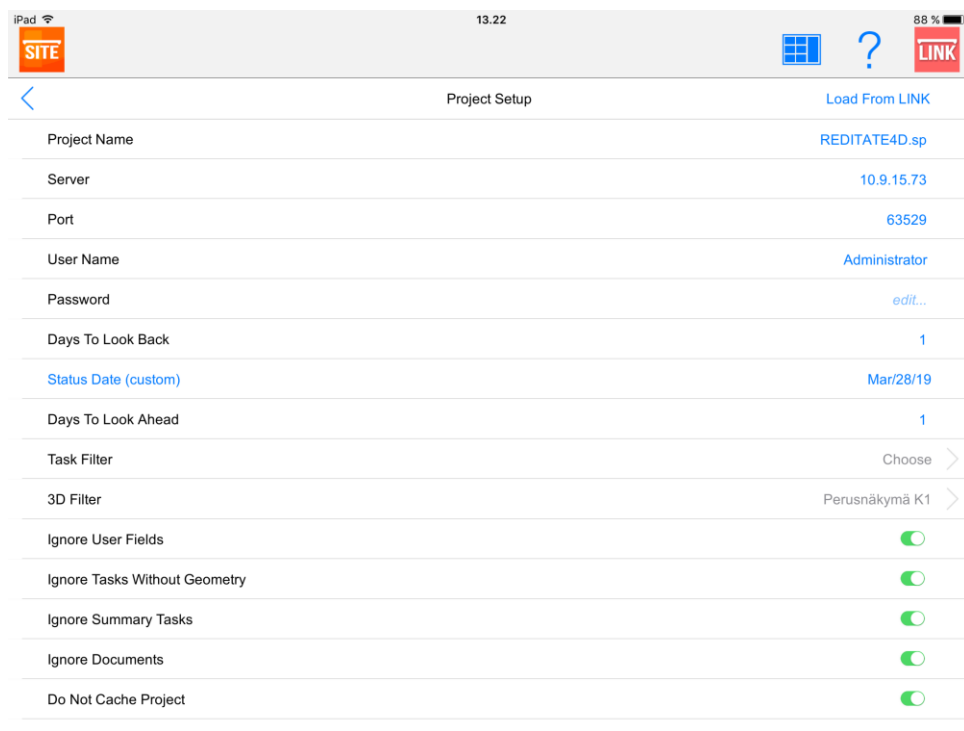 iPad 13.22 88 %
SITE ? LINK
Project Setup Load From LINK
Project Name REDITATE4D.sp
Server 10.9.15.73
Port 63529
User Name Administrator
Password edit...
Days To Look Back 1
Status Date (custom) Mar/28/19
Days To Look Ahead 1
Task Filter Choose
3D Filter Perusnäkymä K1
Ignore User Fields
Ignore Tasks Without Geometry
Ignore Summary Tasks
Ignore Documents
Do Not Cache Project